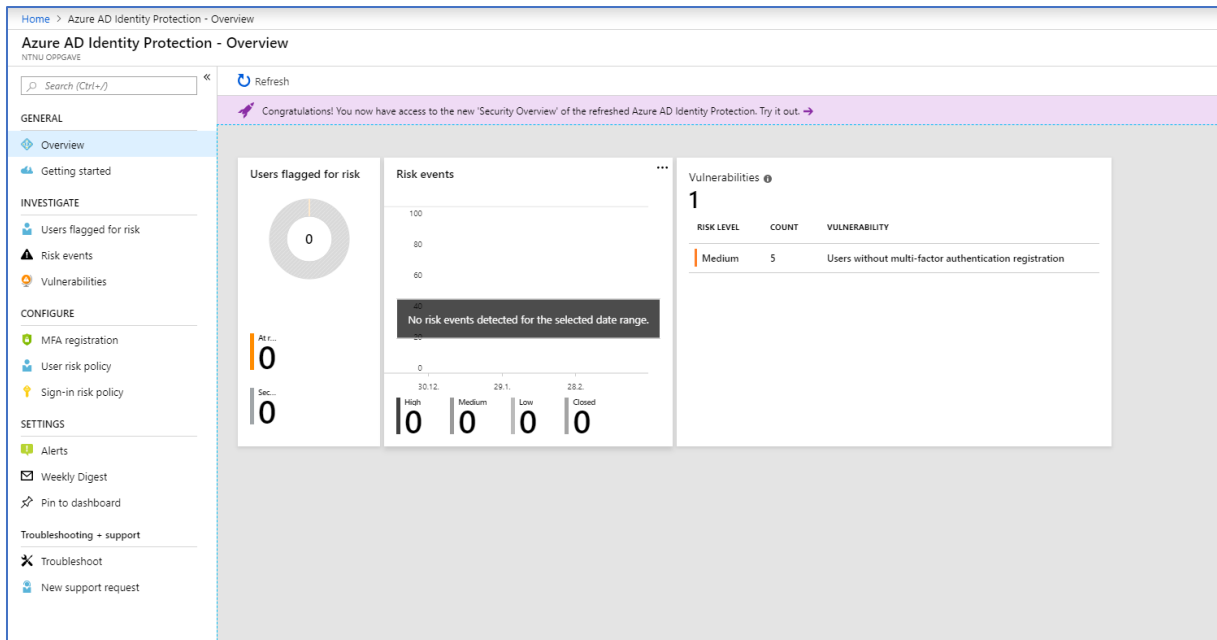 Home > Azure AD Identity Protection - Overview
Azure AD Identity Protection - Overview
NTNU OPPGAVE
Search (Ctrl+/)
«
GENERAL
Overview
Getting started
INVESTIGATE
Users flagged for risk
Risk events
Vulnerabilities
CONFIGURE
MFA registration
User risk policy
Sign-in risk policy
SETTINGS
Alerts
Weekly Digest
Pin to dashboard
Troubleshooting + support
Troubleshoot
New support request
Refresh
Congratulations! You now have access to the new 'Security Overview' of the refreshed Azure AD Identity Protection. Try it out. →
Users flagged for risk
0
At r...
0
Sec...
0
Risk events
...
100
80
60
40
No risk events detected for the selected date range.
20
0
30.12. 29.1. 28.2.
High Medium Low Closed
0 0 0 0
Vulnerabilities
1
RISK LEVEL COUNT VULNERABILITY
Medium 5 Users without multi-factor authentication registration